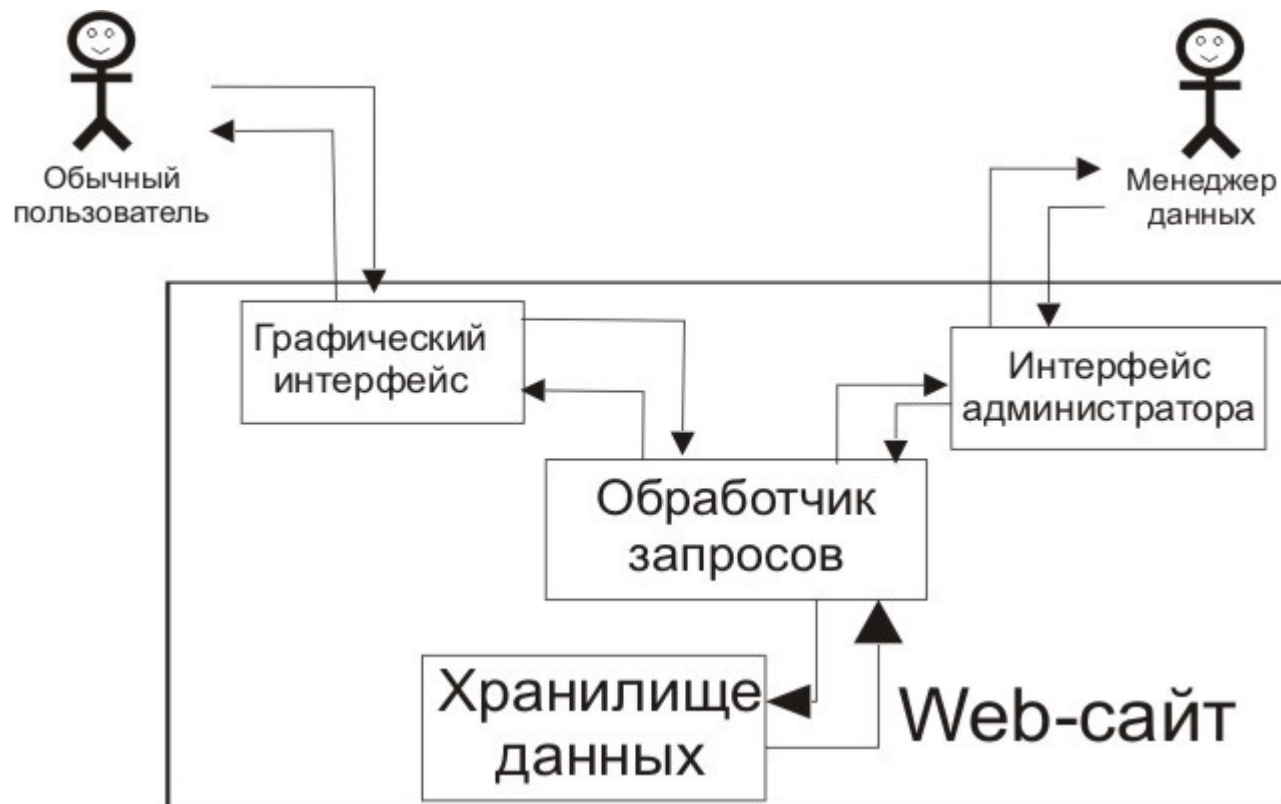 Обычный
пользователь
Менеджер
данных
Графический
интерфейс
Интерфейс
администратора
Обработчик
запросов
Хранилище
данных
Web-сайт